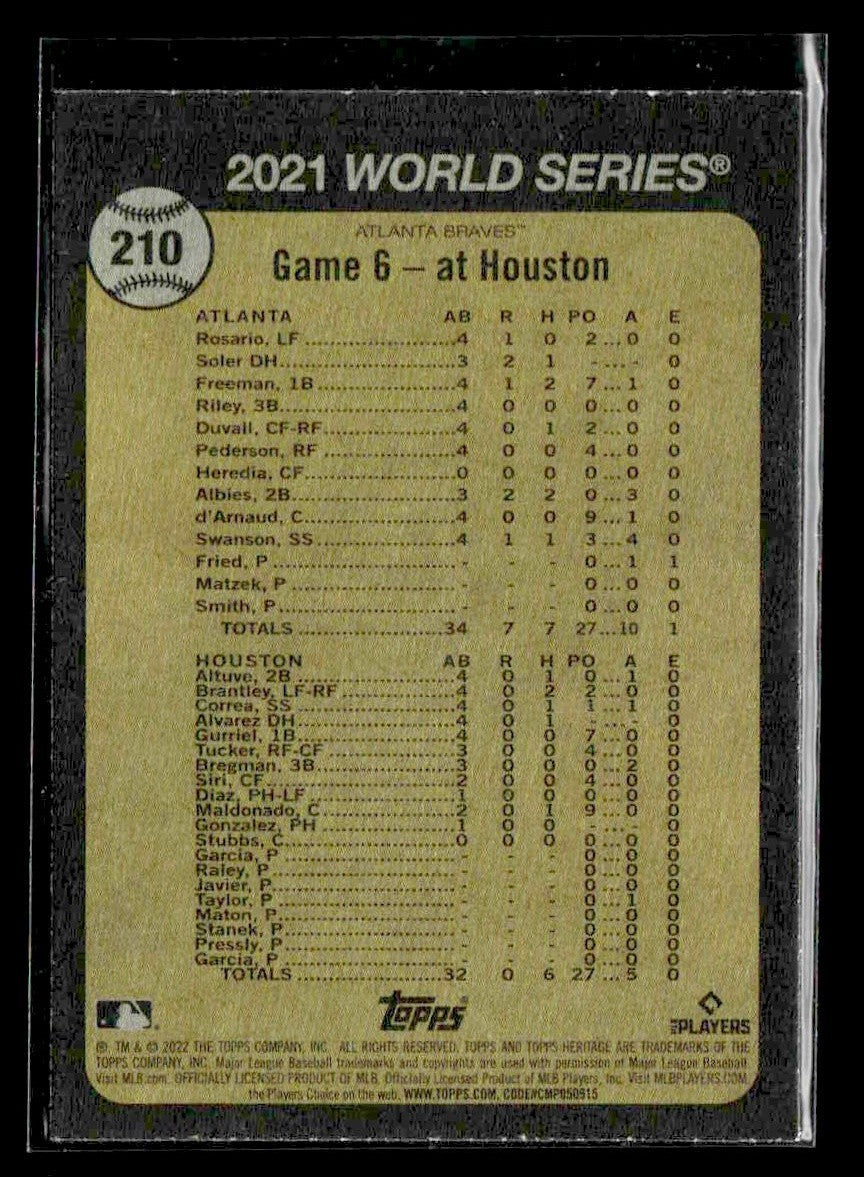 2021 WORLD SERIES®
210
ATLANTA BRAVES™
Game 6 – at Houston
ATLANTA AB R H PO A E
Rosario, LF ..........................4 1 0 2...0 0
Soler DH..............................3 2 1 -....- 0
Freeman, 1B ........................4 1 2 7...1 0
Riley, 3B..............................4 0 0 0...0 0
Duvall, CF-RF......................4 0 1 2...0 0
Pederson, RF ......................4 0 0 4...0 0
Heredia, CF.........................0 0 0 0...0 0
Albies, 2B............................3 2 2 0...3 0
d'Arnaud, C.........................4 0 0 9...1 0
Swanson, SS.......................4 1 1 3...4 0
Fried, P ...............................- - - 0...1 1
Matzek, P ............................- - - 0...0 0
Smith, P...............................- - - 0...0 0
TOTALS ..........................34 7 7 27...10 1
HOUSTON AB R H PO A E
Altuve, 2B ...........................4 0 1 0...1 0
Brantley, LF-RF ...................4 0 2 2...0 0
Correa, SS ..........................4 0 1 1...1 0
Alvarez DH..........................4 0 1 -....- 0
Gurriel, 1B ..........................4 0 0 7...0 0
Tucker, RF-CF .....................3 0 0 4...0 0
Bregman, 3B.......................3 0 0 0...2 0
Siri, CF................................2 0 0 4...0 0
Diaz, PH-LF .........................1 0 0 0...0 0
Maldonado, C......................2 0 1 9...0 0
Gonzalez, PH ......................1 0 0 -....- 0
Stubbs, C............................0 0 0 0...0 0
Garcia, P .............................- - - 0...0 0
Raley, P...............................- - - 0...0 0
Javier, P..............................- - - 0...0 0
Taylor, P .............................- - - 0...1 0
Maton, P..............................- - - 0...0 0
Stanek, P.............................- - - 0...0 0
Pressly, P............................- - - 0...0 0
Garcia, P .............................- - - 0...0 0
TOTALS ..........................32 0 6 27...5 0
topps
MLB PLAYERS
®, TM & © 2022 THE TOPPS COMPANY, INC. ALL RIGHTS RESERVED. TOPPS AND TOPPS HERITAGE ARE TRADEMARKS OF THE
TOPPS COMPANY, INC. Major League Baseball trademarks and copyrights are used with permission of Major League Baseball.
Visit MLB.com. OFFICIALLY LICENSED PRODUCT OF MLB Officially Licensed Product of MLB Players, Inc. Visit MLBPLAYERS.COM,
the Players Choice on the web. WWW.TOPPS.COM. CODE#CMP050915